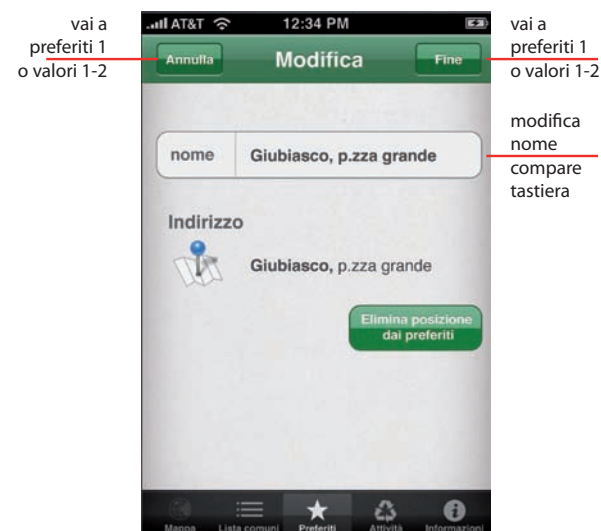 vai a
preferiti 1
o valori 1-2
AT&T 12:34 PM
Annulla Modifica Fine
vai a
preferiti 1
o valori 1-2
modifica
nome
compare
tastiera
nome Giubiasco, p.zza grande
Indirizzo
Giubiasco, p.zza grande
Elimina posizione
dai preferiti
Mappa Lista comuni Preferiti Attività Informazioni